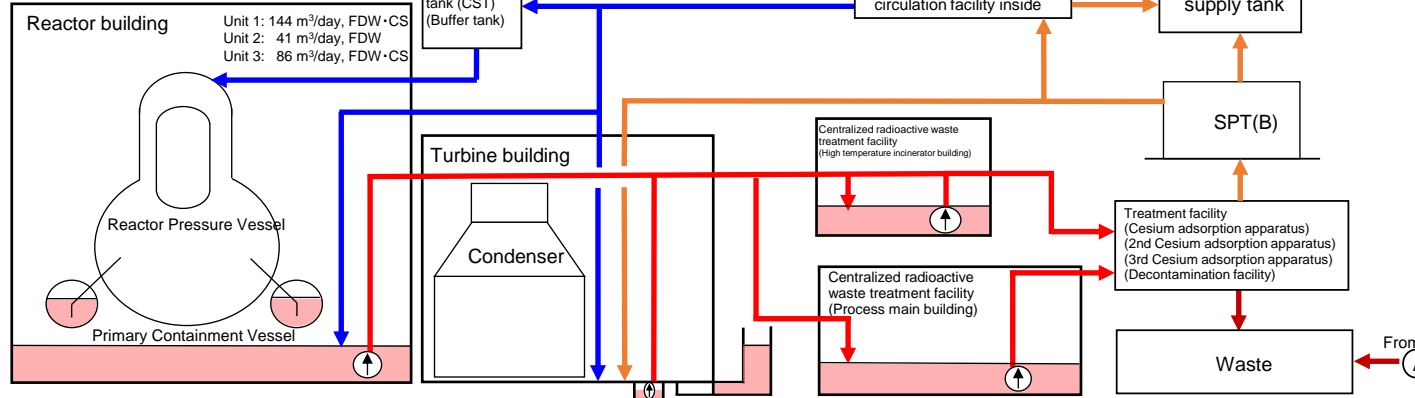 Reactor building
Unit 1: 144 m³/day, FDW・CS
Unit 2: 41 m³/day, FDW
Unit 3: 86 m³/day, FDW・CS
tank (CST)
(Buffer tank)
circulation facility inside
supply tank
SPT(B)
Turbine building
Centralized radioactive waste
treatment facility
(High temperature incinerator building)
Reactor Pressure Vessel
Condenser
Treatment facility
(Cesium adsorption apparatus)
(2nd Cesium adsorption apparatus)
(3rd Cesium adsorption apparatus)
(Decontamination facility)
Centralized radioactive
waste treatment facility
(Process main building)
Primary Containment Vessel
Waste
From